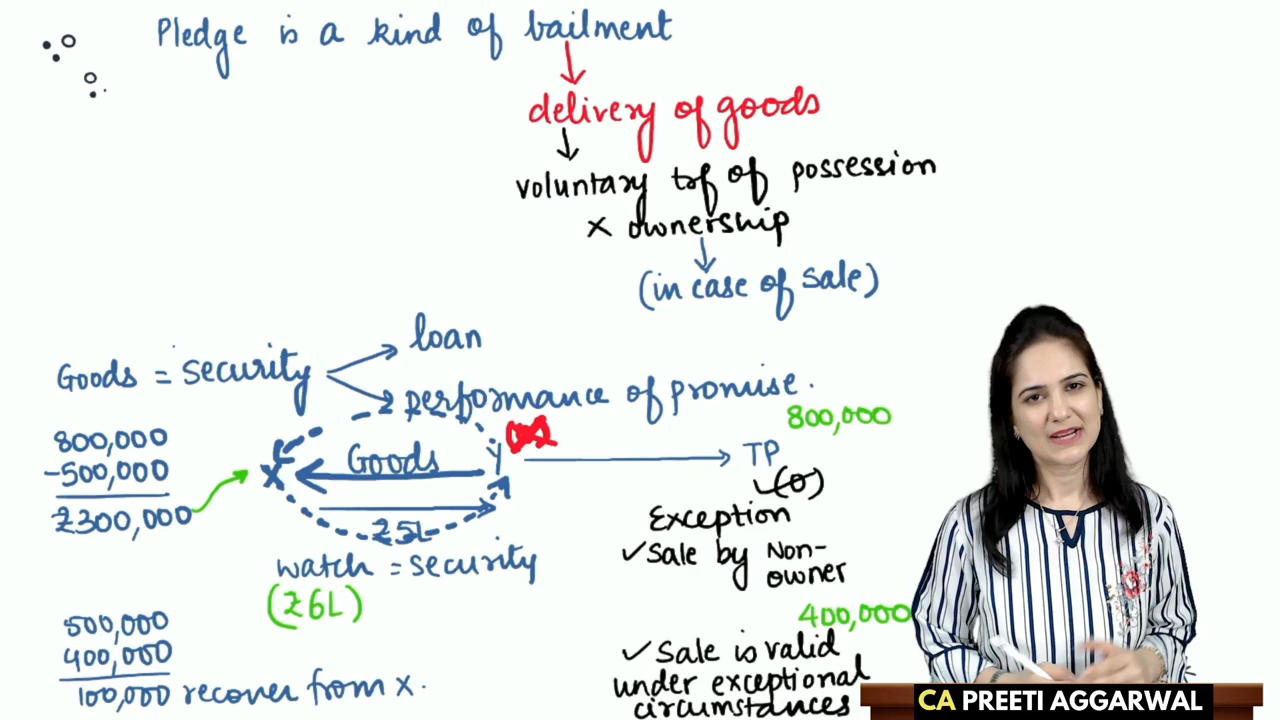 Pledge is a kind of bailment
delivery of goods
voluntary trf of possession
× ownership
(in case of sale)
Goods = security
loan
performance of promise.
800,000
-500,000
₹300,000
X
Goods
Y
₹5L
watch = security
(₹6L)
TP
(O)
800,000
Exception
✓Sale by Non-
owner
400,000
✓Sale is valid
under exceptional
circumstances
500,000
400,000
100,000 recover from X.
CA PREETI AGGARWAL